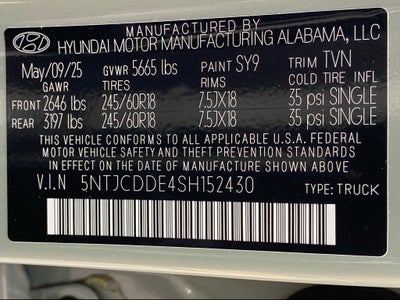 MANUFACTURED BY
HYUNDAI MOTOR MANUFACTURING ALABAMA, LLC
May/09/25 GVWR 5665 lbs PAINT SY9 TRIM TVN
GAWR TIRES RIMS COLD TIRE INFL
FRONT 2646 lbs 245/60R18 7.5JX18 35 psi SINGLE
REAR 3197 lbs 245/60R18 7.5JX18 35 psi SINGLE
THIS VEHICLE CONFORMS TO ALL APPLICABLE U.S.A. FEDERAL
MOTOR VEHICLE SAFETY AND THEFT PREVENTION STANDARDS
IN EFFECT ON THE DATE OF MANUFACTURE SHOWN ABOVE
V.I.N 5NTJCDDE4SH152430 TYPE: TRUCK